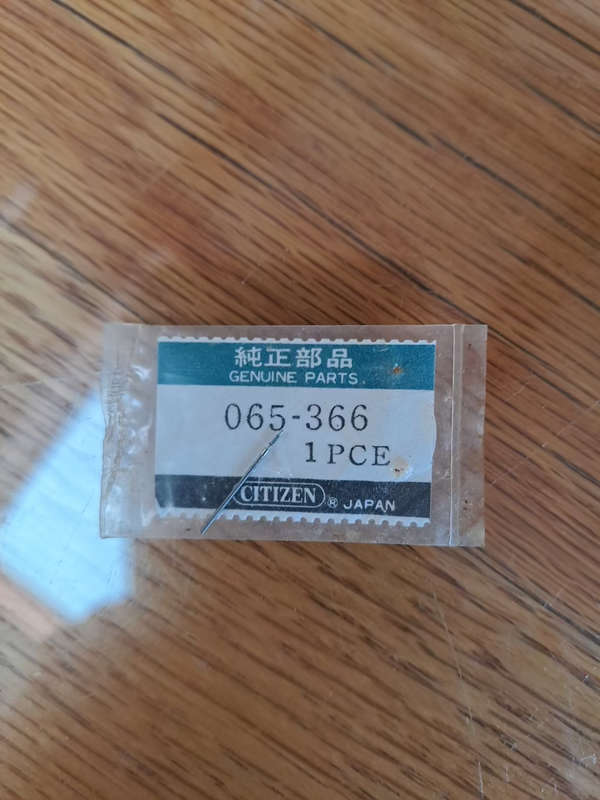 純正部品
GENUINE PARTS.
065-366
1PCE
CITIZEN® JAPAN